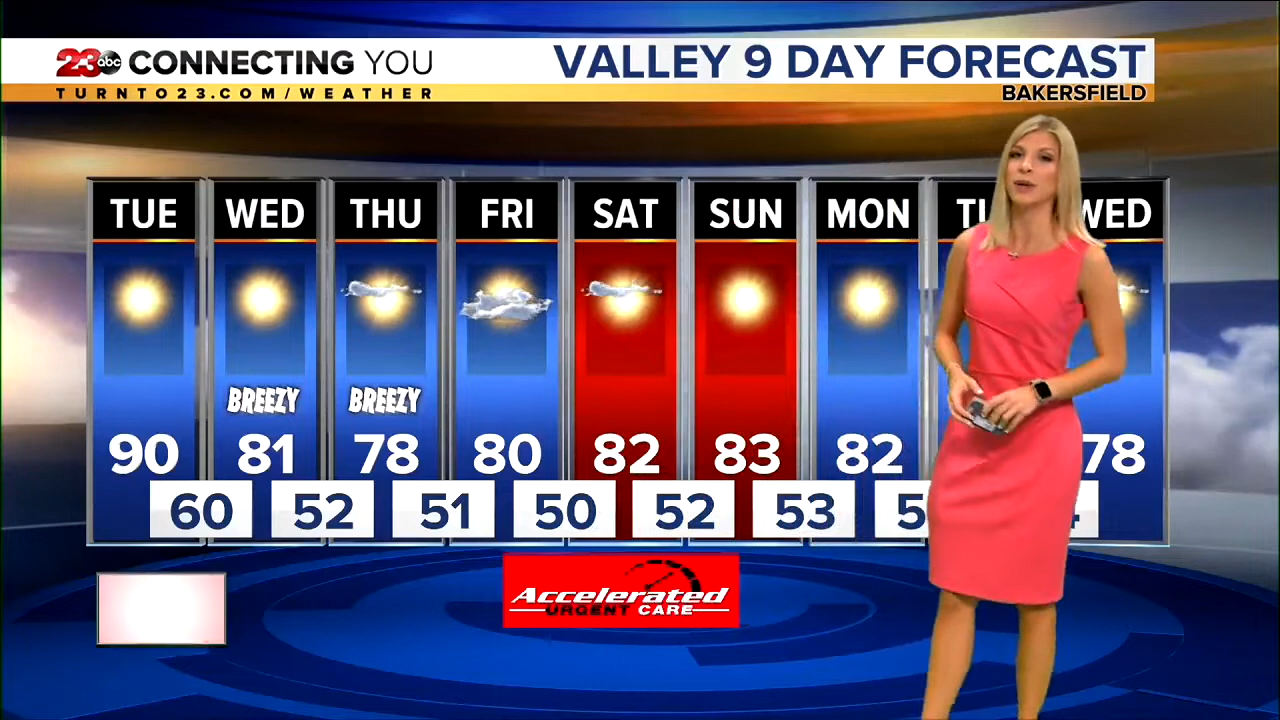 23abc CONNECTING YOU
TURNTO23.COM/WEATHER
VALLEY 9 DAY FORECAST
BAKERSFIELD
TUE WED THU FRI SAT SUN MON WED
BREEZY BREEZY
90 81 78 80 82 83 82 78
60 52 51 50 52 53
Accelerated
URGENT CARE